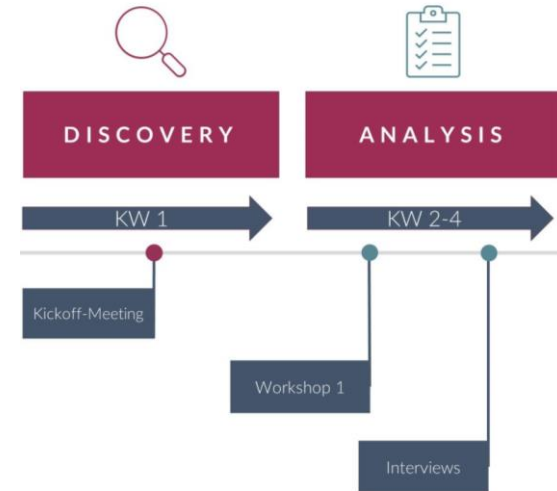 DISCOVERY
ANALYSIS
KW 1
KW 2-4
Kickoff-Meeting
Workshop 1
Interviews